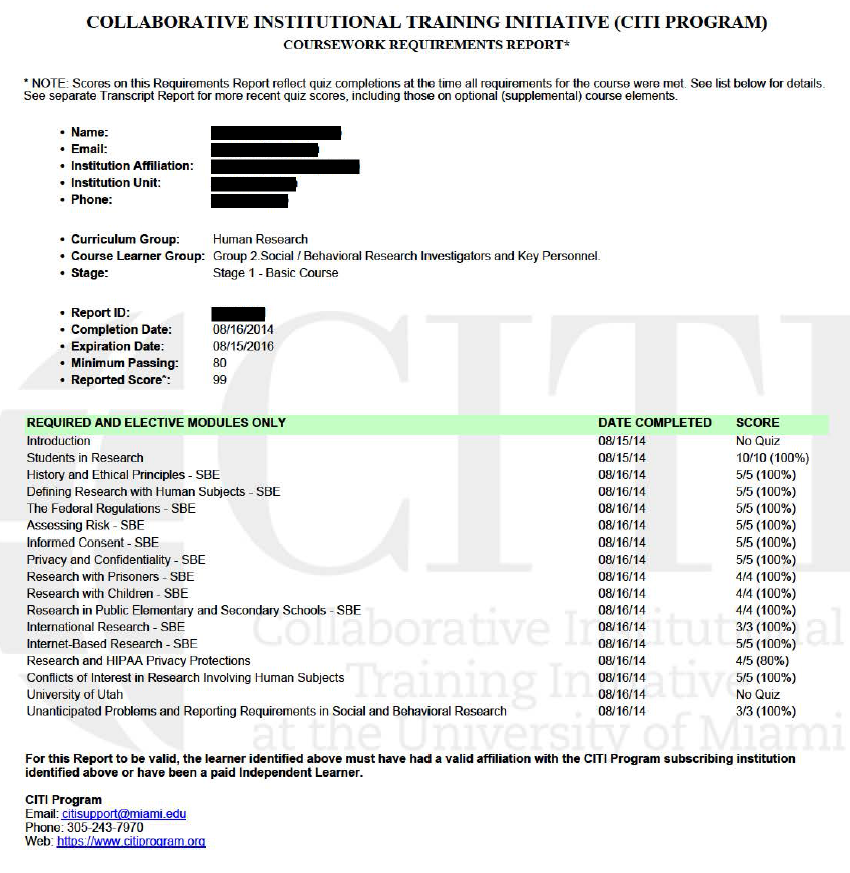 COLLABORATIVE INSTITUTIONAL TRAINING INITIATIVE (CITI PROGRAM)
COURSEWORK REQUIREMENTS REPORT*
* NOTE: Scores on this Requirements Report reflect quiz completions at the time all requirements for the course were met. See list below for details.
See separate Transcript Report for more recent quiz scores, including those on optional (supplemental) course elements.
• Name:
• Email:
• Institution Affiliation:
• Institution Unit:
• Phone:
• Curriculum Group: Human Research
• Course Learner Group: Group 2.Social / Behavioral Research Investigators and Key Personnel.
• Stage: Stage 1 - Basic Course
• Report ID:
• Completion Date: 08/16/2014
• Expiration Date: 08/15/2016
• Minimum Passing: 80
• Reported Score*: 99
REQUIRED AND ELECTIVE MODULES ONLY DATE COMPLETED SCORE
Introduction 08/15/14 No Quiz
Students in Research 08/15/14 10/10 (100%)
History and Ethical Principles - SBE 08/16/14 5/5 (100%)
Defining Research with Human Subjects - SBE 08/16/14 5/5 (100%)
The Federal Regulations - SBE 08/16/14 5/5 (100%)
Assessing Risk - SBE 08/16/14 5/5 (100%)
Informed Consent - SBE 08/16/14 5/5 (100%)
Privacy and Confidentiality - SBE 08/16/14 5/5 (100%)
Research with Prisoners - SBE 08/16/14 4/4 (100%)
Research with Children - SBE 08/16/14 4/4 (100%)
Research in Public Elementary and Secondary Schools - SBE 08/16/14 4/4 (100%)
International Research - SBE 08/16/14 3/3 (100%)
Internet-Based Research - SBE 08/16/14 5/5 (100%)
Research and HIPAA Privacy Protections 08/16/14 4/5 (80%)
Conflicts of Interest in Research Involving Human Subjects 08/16/14 5/5 (100%)
University of Utah 08/16/14 No Quiz
Unanticipated Problems and Reporting Requirements in Social and Behavioral Research 08/16/14 3/3 (100%)
For this Report to be valid, the learner identified above must have had a valid affiliation with the CITI Program subscribing institution
identified above or have been a paid Independent Learner.
CITI Program
Email: citisupport@miami.edu
Phone: 305-243-7970
Web: https://www.citiprogram.org
CITI
Collaborative Institutional
Training Initiative
at the University of Miami